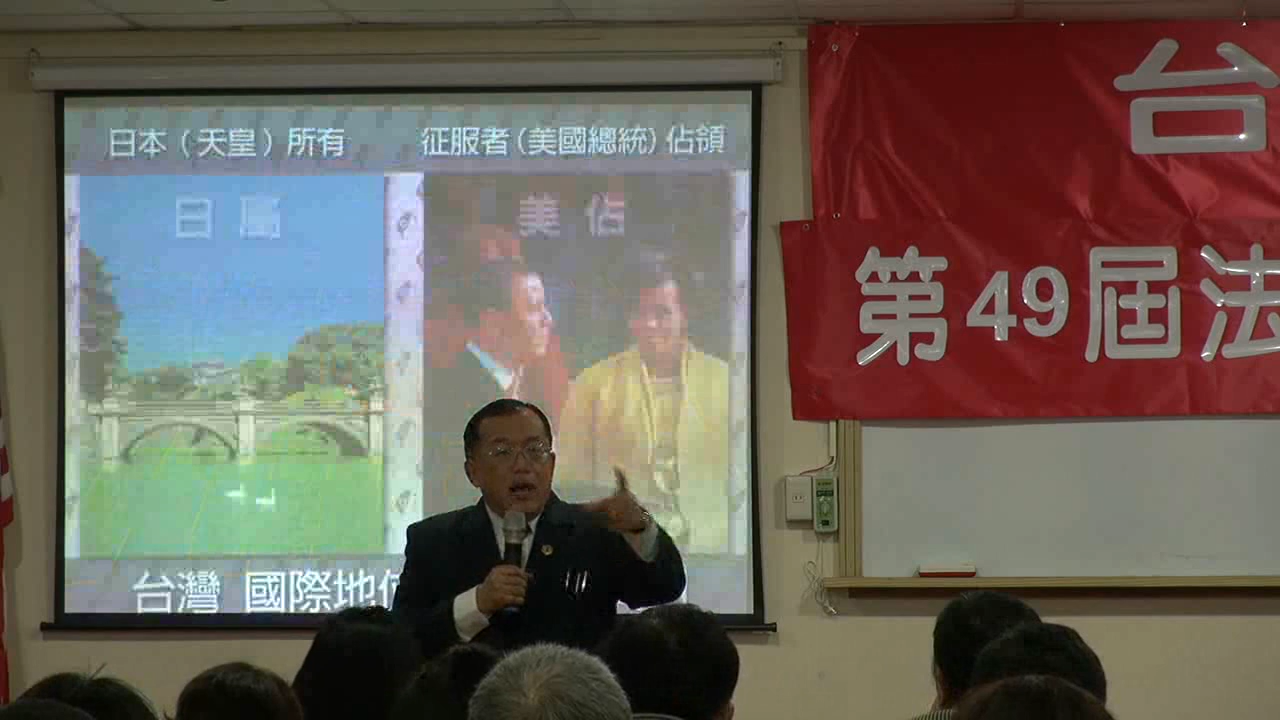 日本（天皇）所有
征服者（美國總統）佔領
日屬
美佔
台灣 國際地位
台
第49屆法